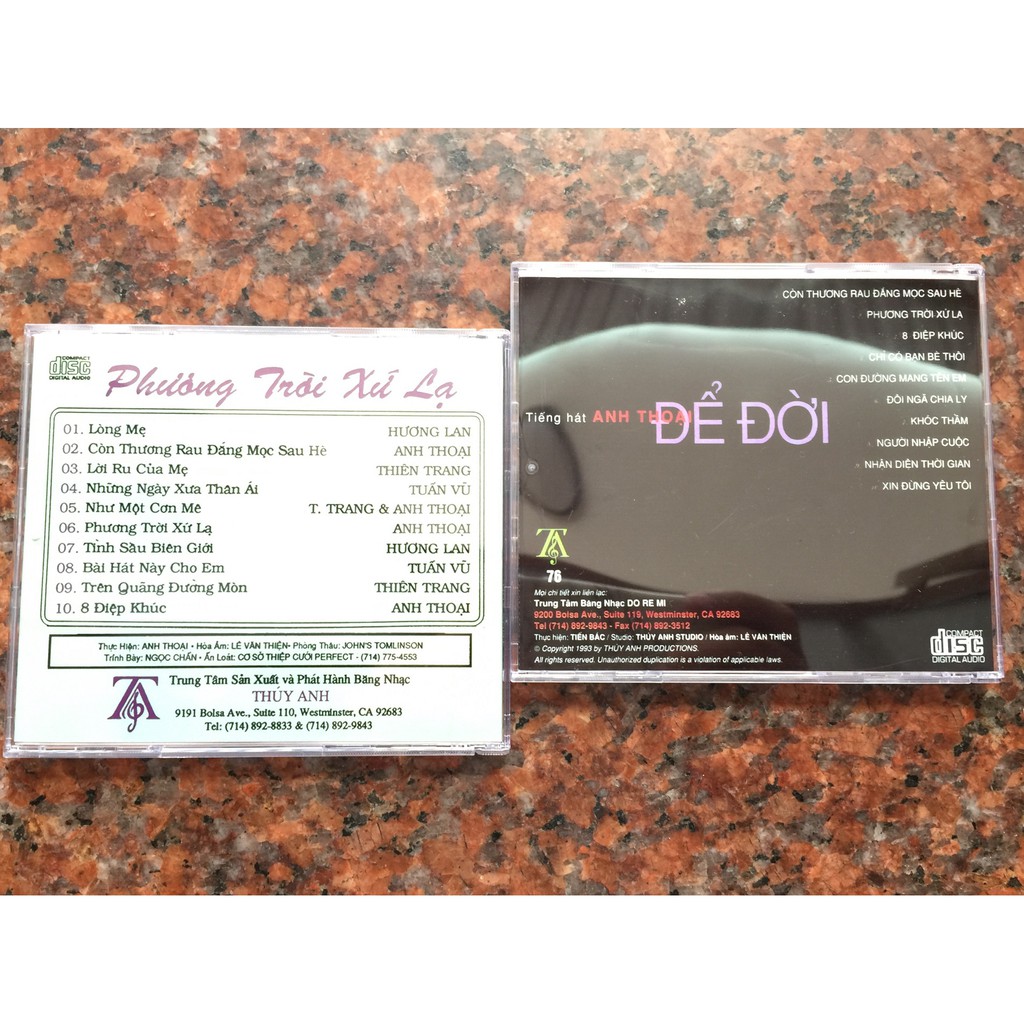 COMPACT
disc
DIGITAL AUDIO
Phương Trời Xứ Lạ
01. Lòng Mẹ HƯƠNG LAN
02. Còn Thương Rau Đắng Mọc Sau Hè ANH THOẠI
03. Lời Ru Của Mẹ THIÊN TRANG
04. Những Ngày Xưa Thân Ái TUẤN VŨ
05. Như Một Cơn Mê T. TRANG & ANH THOẠI
06. Phương Trời Xứ Lạ ANH THOẠI
07. Tình Sầu Biên Giới HƯƠNG LAN
08. Bài Hát Này Cho Em TUẤN VŨ
09. Trên Quãng Đường Mòn THIÊN TRANG
10. 8 Điệp Khúc ANH THOẠI
Thực Hiện: ANH THOẠI • Hòa Âm: LÊ VĂN THIỆN • Phòng Thâu: JOHN'S TOMLINSON
Trình Bày: NGỌC CHẤN • Ấn Loát: CƠ SỞ THIỆP CƯỚI PERFECT - (714) 775-4553
TA
Trung Tâm Sản Xuất và Phát Hành Băng Nhạc
THÚY ANH
9191 Bolsa Ave., Suite 110, Westminster, CA 92683
Tel: (714) 892-8833 & (714) 892-9843
CÒN THƯƠNG RAU ĐẮNG MỌC SAU HÈ
PHƯƠNG TRỜI XỨ LẠ
8 ĐIỆP KHÚC
CHỈ CÓ BẠN BÈ THÔI
CON ĐƯỜNG MANG TÊN EM
ĐÔI NGÃ CHIA LY
KHÓC THẦM
NGƯỜI NHẬP CUỘC
NHẬN DIỆN THỜI GIAN
XIN ĐỪNG YÊU TÔI
Tiếng hát ANH THOẠI
DỂ ĐỜI
TA
76
Mọi chi tiết xin liên lạc:
Trung Tâm Băng Nhạc DO RE MI
9200 Bolsa Ave., Suite 119, Westminster, CA 92683
Tel (714) 892-9843 - Fax (714) 892-3512
Thực hiện: TIẾN BẮC / Studio: THÚY ANH STUDIO / Hòa âm: LÊ VĂN THIỆN
© Copyright 1993 by THÚY ANH PRODUCTIONS.
All rights reserved. Unauthorized duplication is a violation of applicable laws.
COMPACT
disc
DIGITAL AUDIO